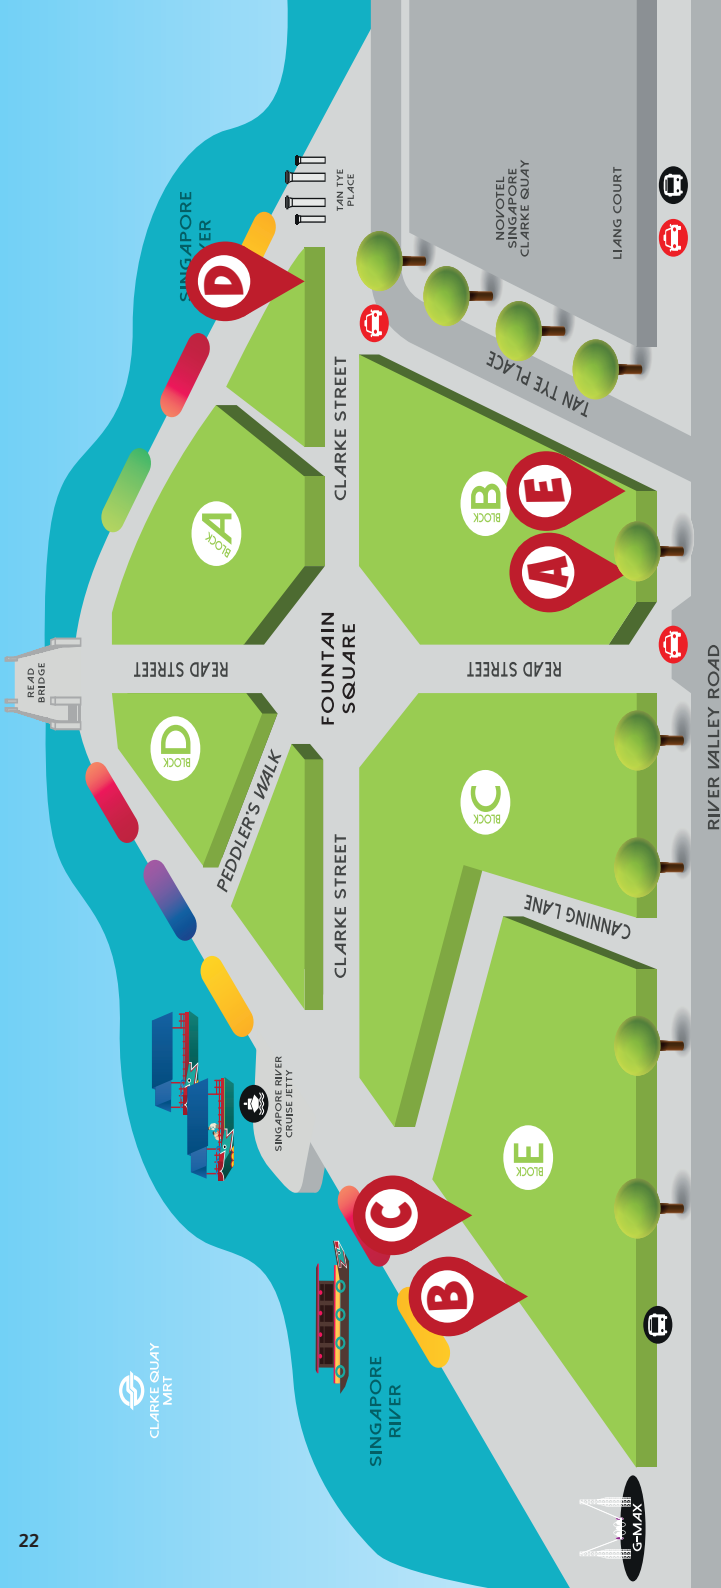 SINGAPORE
RIVER
D
TAN TYE
PLACE
NOVOTEL
SINGAPORE
CLARKE QUAY
LIANG COURT
TAN TYE PLACE
CLARKE STREET
BLOCK
A
BLOCK
B
E
A
READ
BRIDGE
READ STREET
FOUNTAIN
SQUARE
READ STREET
RIVER VALLEY ROAD
BLOCK
D
PEDDLER'S WALK
CLARKE STREET
BLOCK
C
CANNING LANE
SINGAPORE RIVER
CRUISE JETTY
BLOCK
E
C
B
CLARKE QUAY
MRT
SINGAPORE
RIVER
G-MAX
22